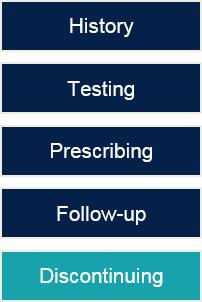 History
Testing
Prescribing
Follow-up
Discontinuing